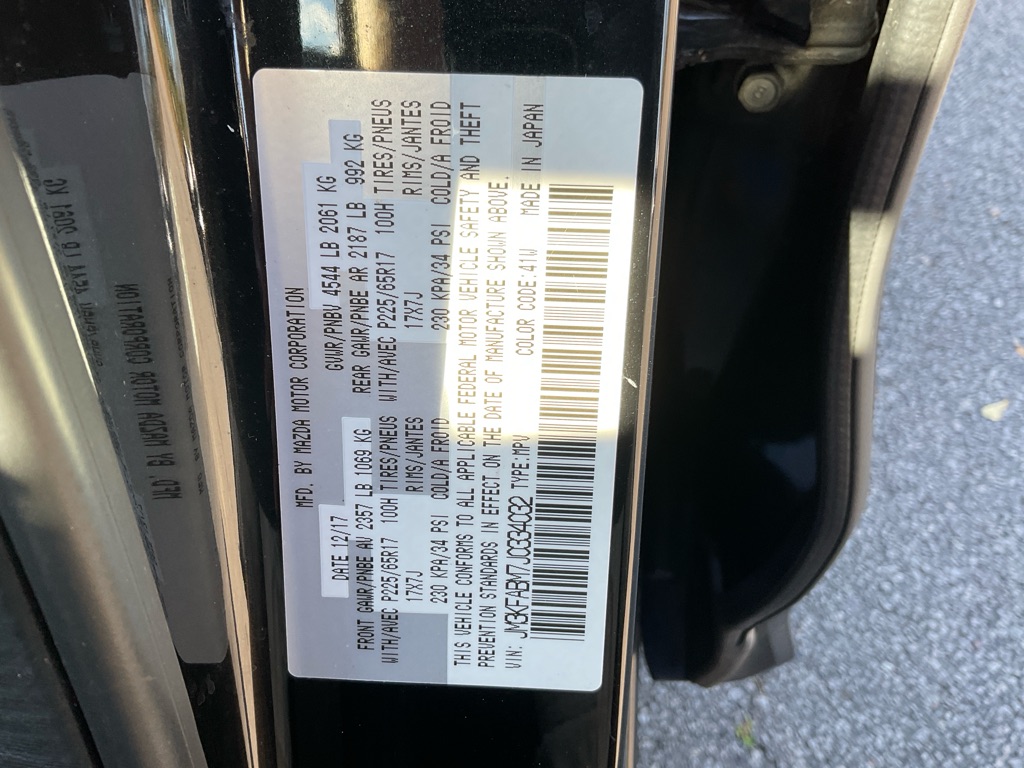 MFD. BY MAZDA MOTOR CORPORATION
DATE 12/17 GVWR/PNBV 4544 LB 2061 KG
FRONT GAWR/PNBE AV 2357 LB 1069 KG REAR GAWR/PNBE AR 2187 LB 992 KG
WITH/AVEC P225/65R17 100H TIRES/PNEUS WITH/AVEC P225/65R17 100H TIRES/PNEUS
17X7J RIMS/JANTES 17X7J RIMS/JANTES
230 KPA/34 PSI COLD/A FROID 230 KPA/34 PSI COLD/A FROID
THIS VEHICLE CONFORMS TO ALL APPLICABLE FEDERAL MOTOR VEHICLE SAFETY AND THEFT
PREVENTION STANDARDS IN EFFECT ON THE DATE OF MANUFACTURE SHOWN ABOVE.
VIN: JM3KFABM7J0334032 TYPE:MPV COLOR CODE:41W MADE IN JAPAN